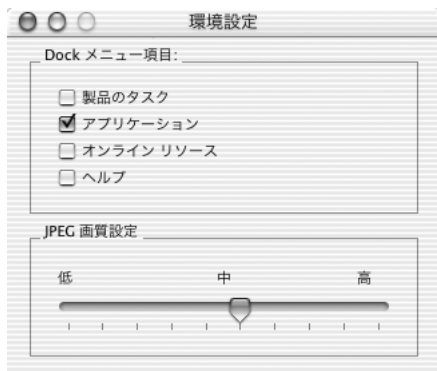 環境設定
Dock メニュー項目:
製品のタスク
アプリケーション
オンライン リソース
ヘルプ
JPEG 画質設定
低 中 高